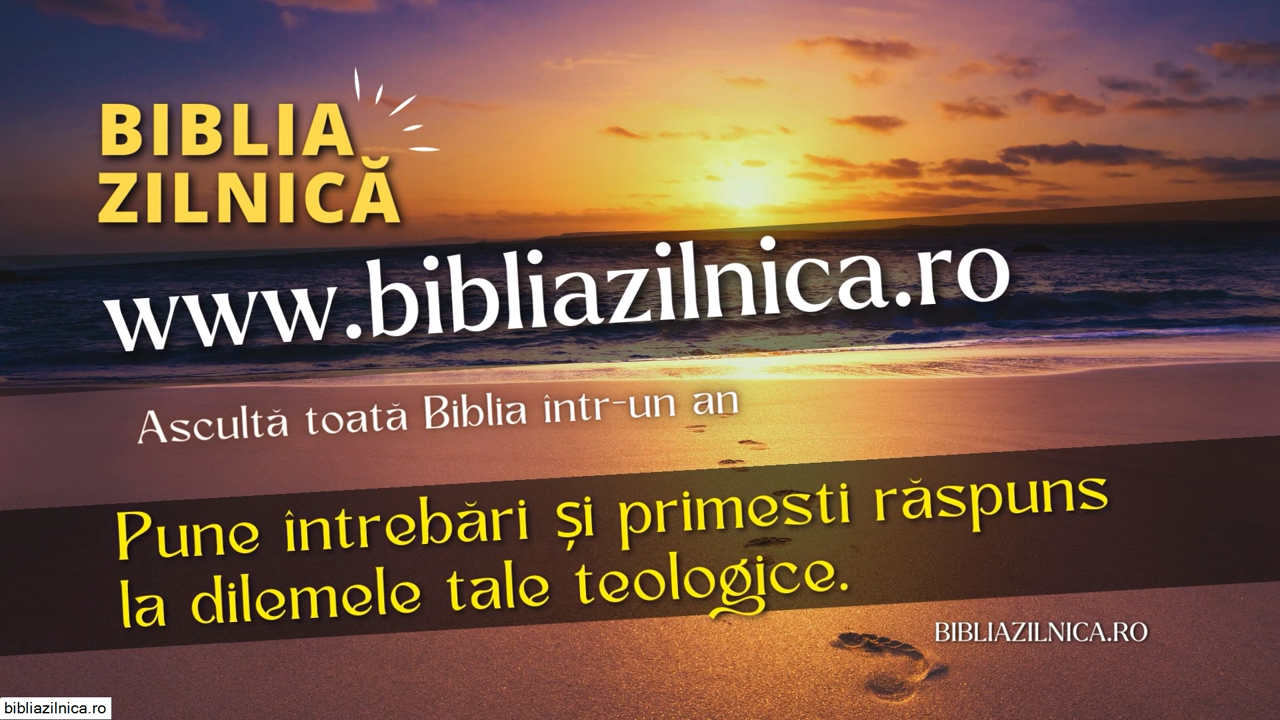 BIBLIA
ZILNICĂ
www.bibliazilnica.ro
Ascultă toată Biblia într-un an
Pune întrebări și primesti răspuns
la dilemele tale teologice.
BIBLIAZILNICA.RO
bibliazilnica.ro